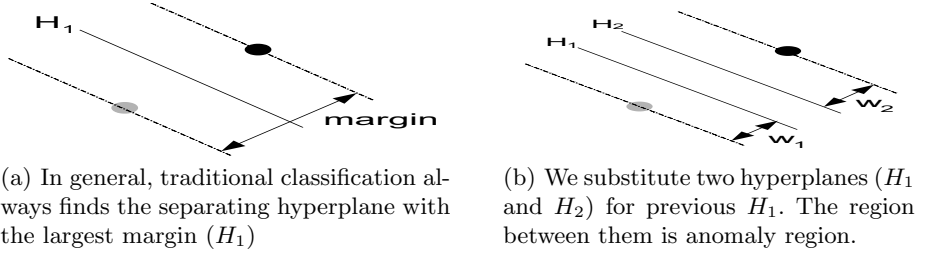 H1
margin
(a) In general, traditional classification al-
ways finds the separating hyperplane with
the largest margin (H1)
H2
H1
w2
w1
(b) We substitute two hyperplanes (H1
and H2) for previous H1. The region
between them is anomaly region.